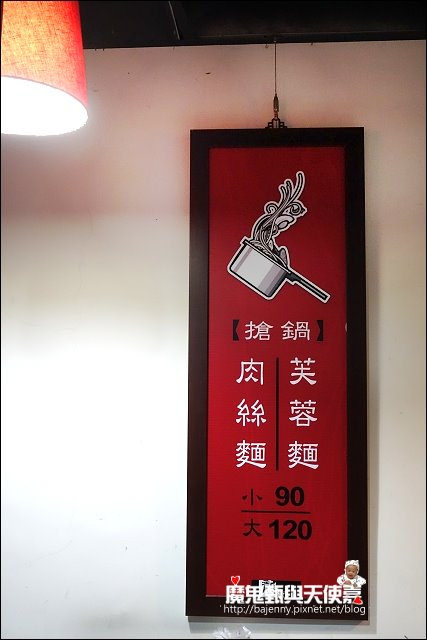 【搶鍋】
芙蓉麵
肉絲麵
小 90
大 120
魔鬼甄與天使嘉
http://bajenny.pixnet.net/blog